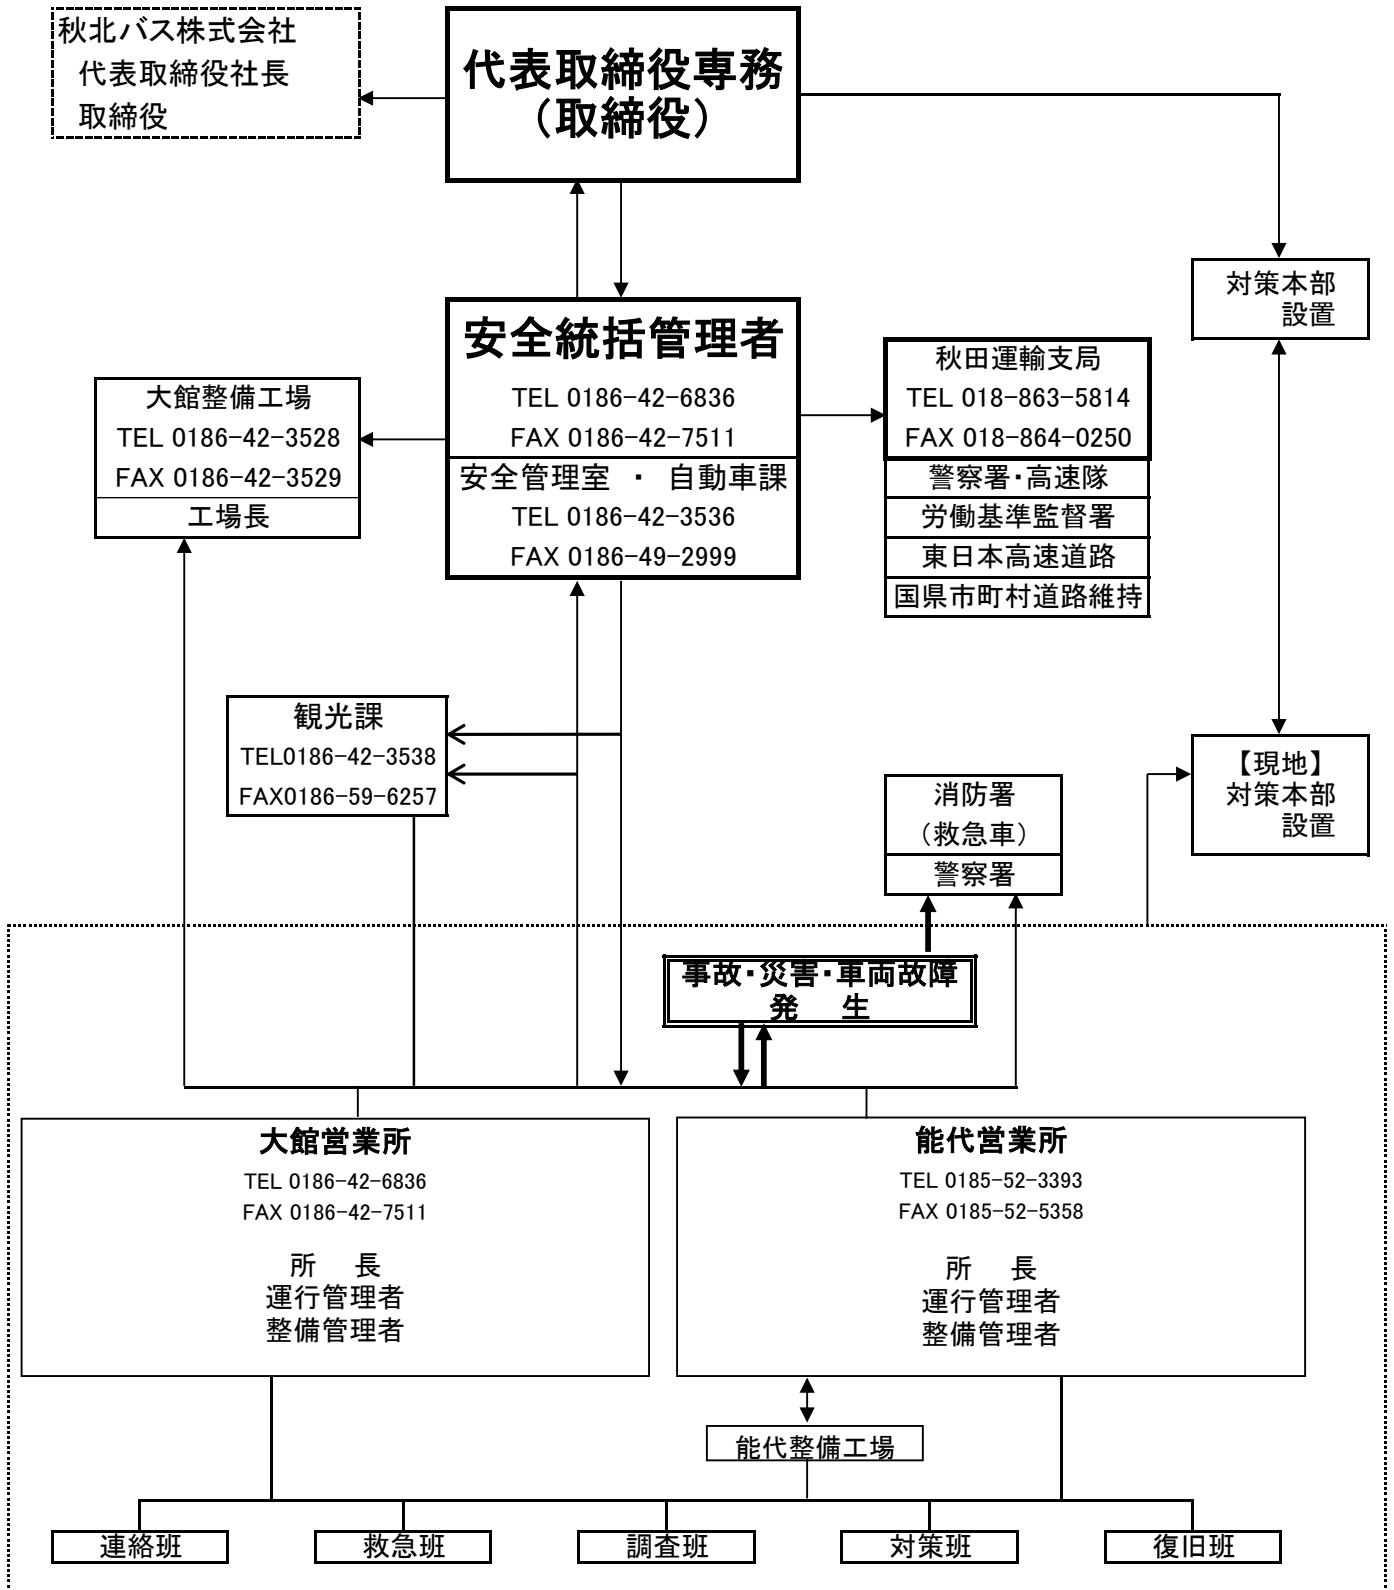 秋北バス株式会社
代表取締役社長
取締役
代表取締役専務
（取締役）
対策本部
設置
安全統括管理者
TEL 0186-42-6836
FAX 0186-42-7511
安全管理室 ・ 自動車課
TEL 0186-42-3536
FAX 0186-49-2999
大館整備工場
TEL 0186-42-3528
FAX 0186-42-3529
工場長
秋田運輸支局
TEL 018-863-5814
FAX 018-864-0250
警察署・高速隊
労働基準監督署
東日本高速道路
国県市町村道路維持
観光課
TEL0186-42-3538
FAX0186-59-6257
【現地】
対策本部
設置
消防署
（救急車）
警察署
事故・災害・車両故障
発 生
大館営業所
TEL 0186-42-6836
FAX 0186-42-7511
所 長
運行管理者
整備管理者
能代営業所
TEL 0185-52-3393
FAX 0185-52-5358
所 長
運行管理者
整備管理者
能代整備工場
連絡班
救急班
調査班
対策班
復旧班